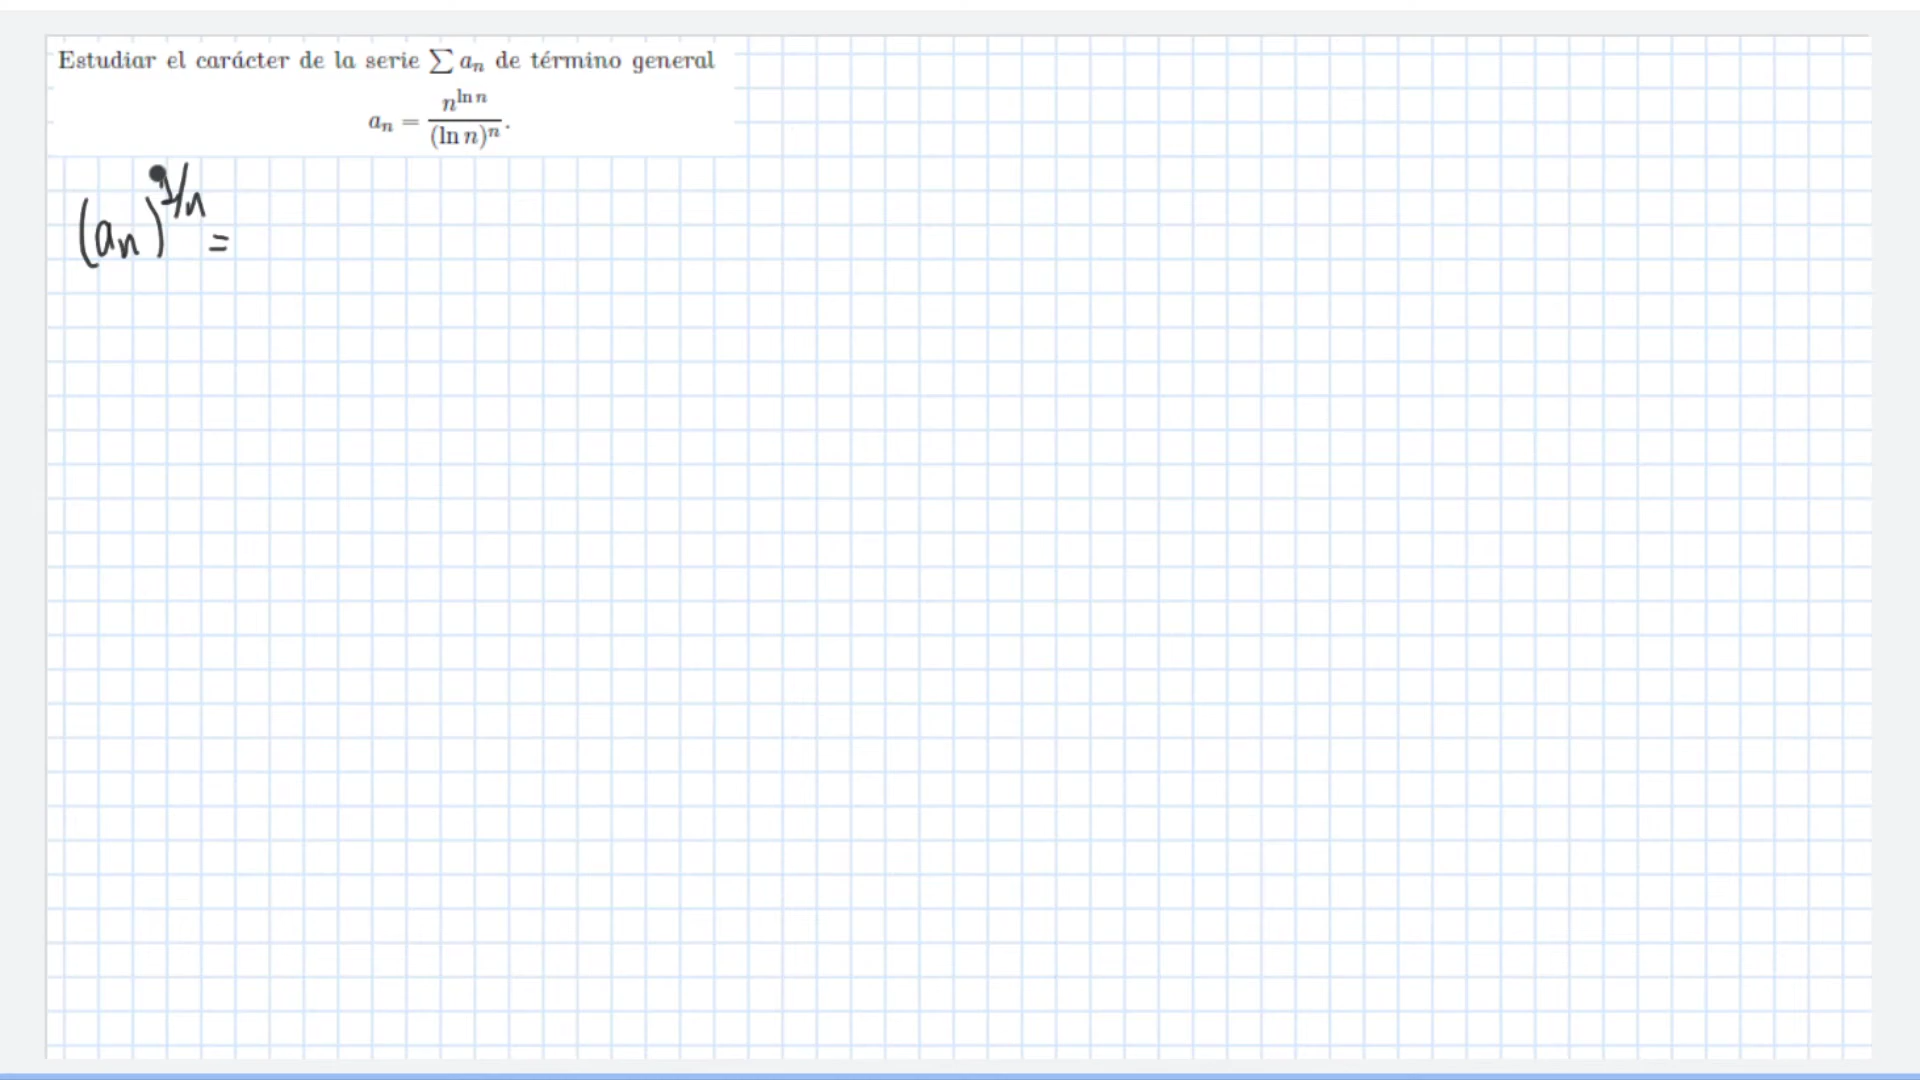 Estudiar el carácter de la serie ∑ aₙ de término general
aₙ = n^{ln n} / (ln n)ⁿ.
(aₙ)^{1/n} =